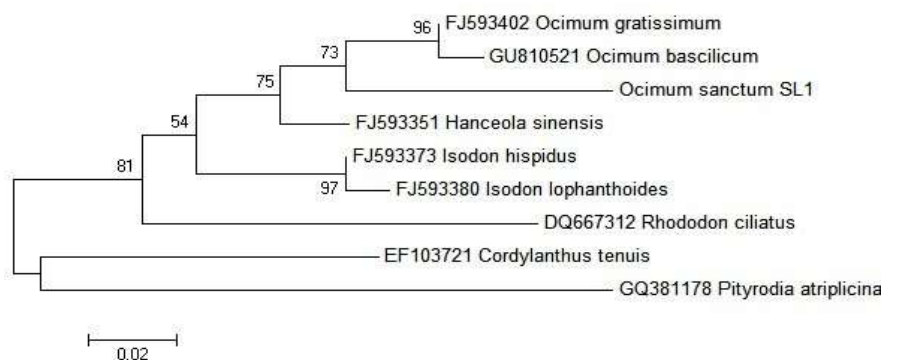 96
FJ593402 Ocimum gratissimum
73
GU810521 Ocimum bascilicum
75
Ocimum sanctum SL1
54
FJ593351 Hanceola sinensis
81
FJ593373 Isodon hispidus
97
FJ593380 Isodon lophanthoides
DQ667312 Rhododon ciliatus
EF103721 Cordylanthus tenuis
GQ381178 Pityrodia atriplicina
0.02